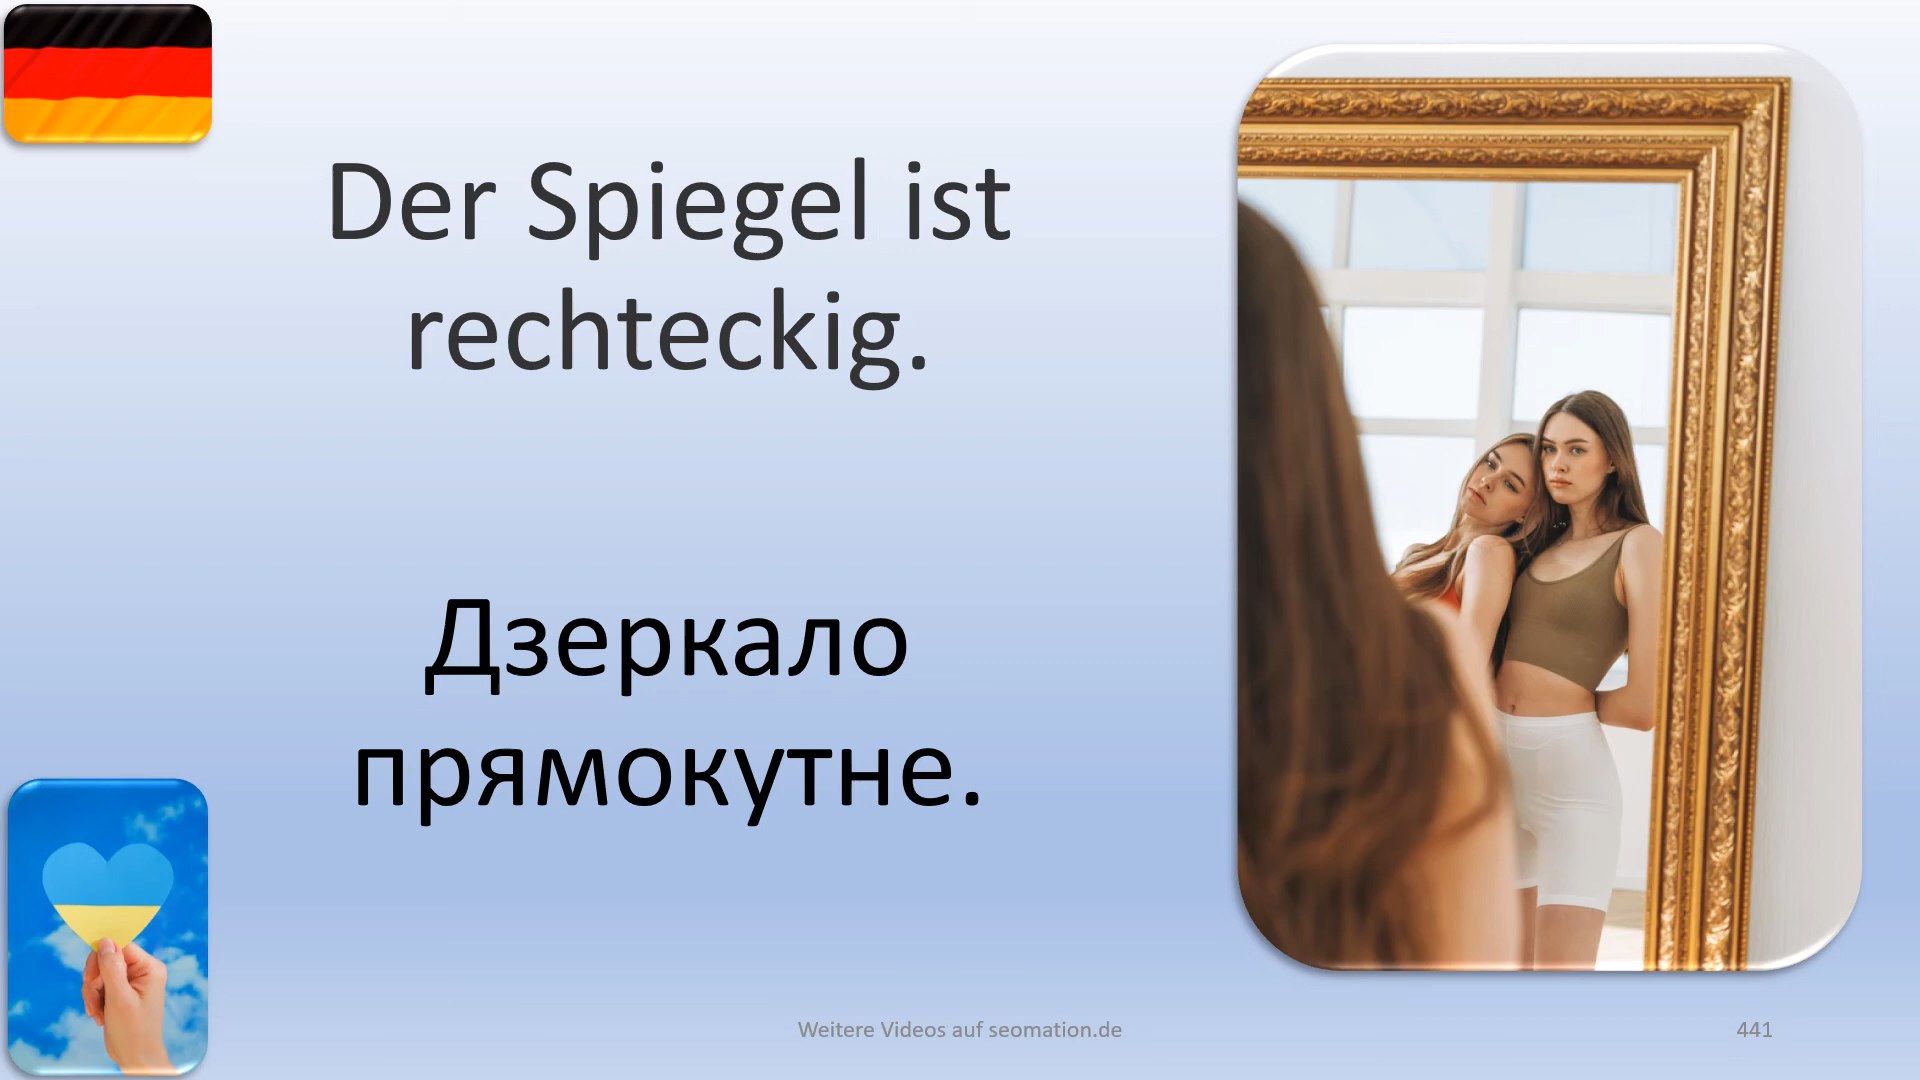 Der Spiegel ist
rechteckig.
Дзеркало
прямокутне.
Weitere Videos auf seomation.de
441